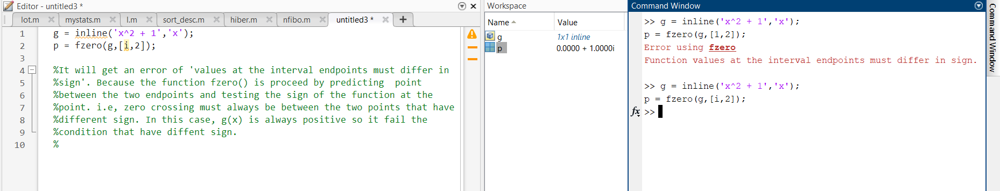 Editor - untitled3 *
lot.m mystats.m l.m sort_desc.m hiber.m nfibo.m untitled3 *
1 g = inline('x^2 + 1','x');
2 p = fzero(g,[i,2]);
3
4 %It will get an error of 'values at the interval endpoints must differ in
5 %sign'. Because the function fzero() is proceed by predicting  point
6 %between the two endpoints and testing the sign of the function at the
7 %point. i.e, zero crossing must always be between the two points that have
8 %different sign. In this case, g(x) is always positive so it fail the
9 %condition that have diffent sign.
10 %
Workspace
Name Value
g 1x1 inline
p 0.0000 + 1.0000i
Command Window
>> g = inline('x^2 + 1','x');
p = fzero(g,[1,2]);
Error using fzero
Function values at the interval endpoints must differ in sign.
>> g = inline('x^2 + 1','x');
p = fzero(g,[i,2]);
fx >>
Command Window